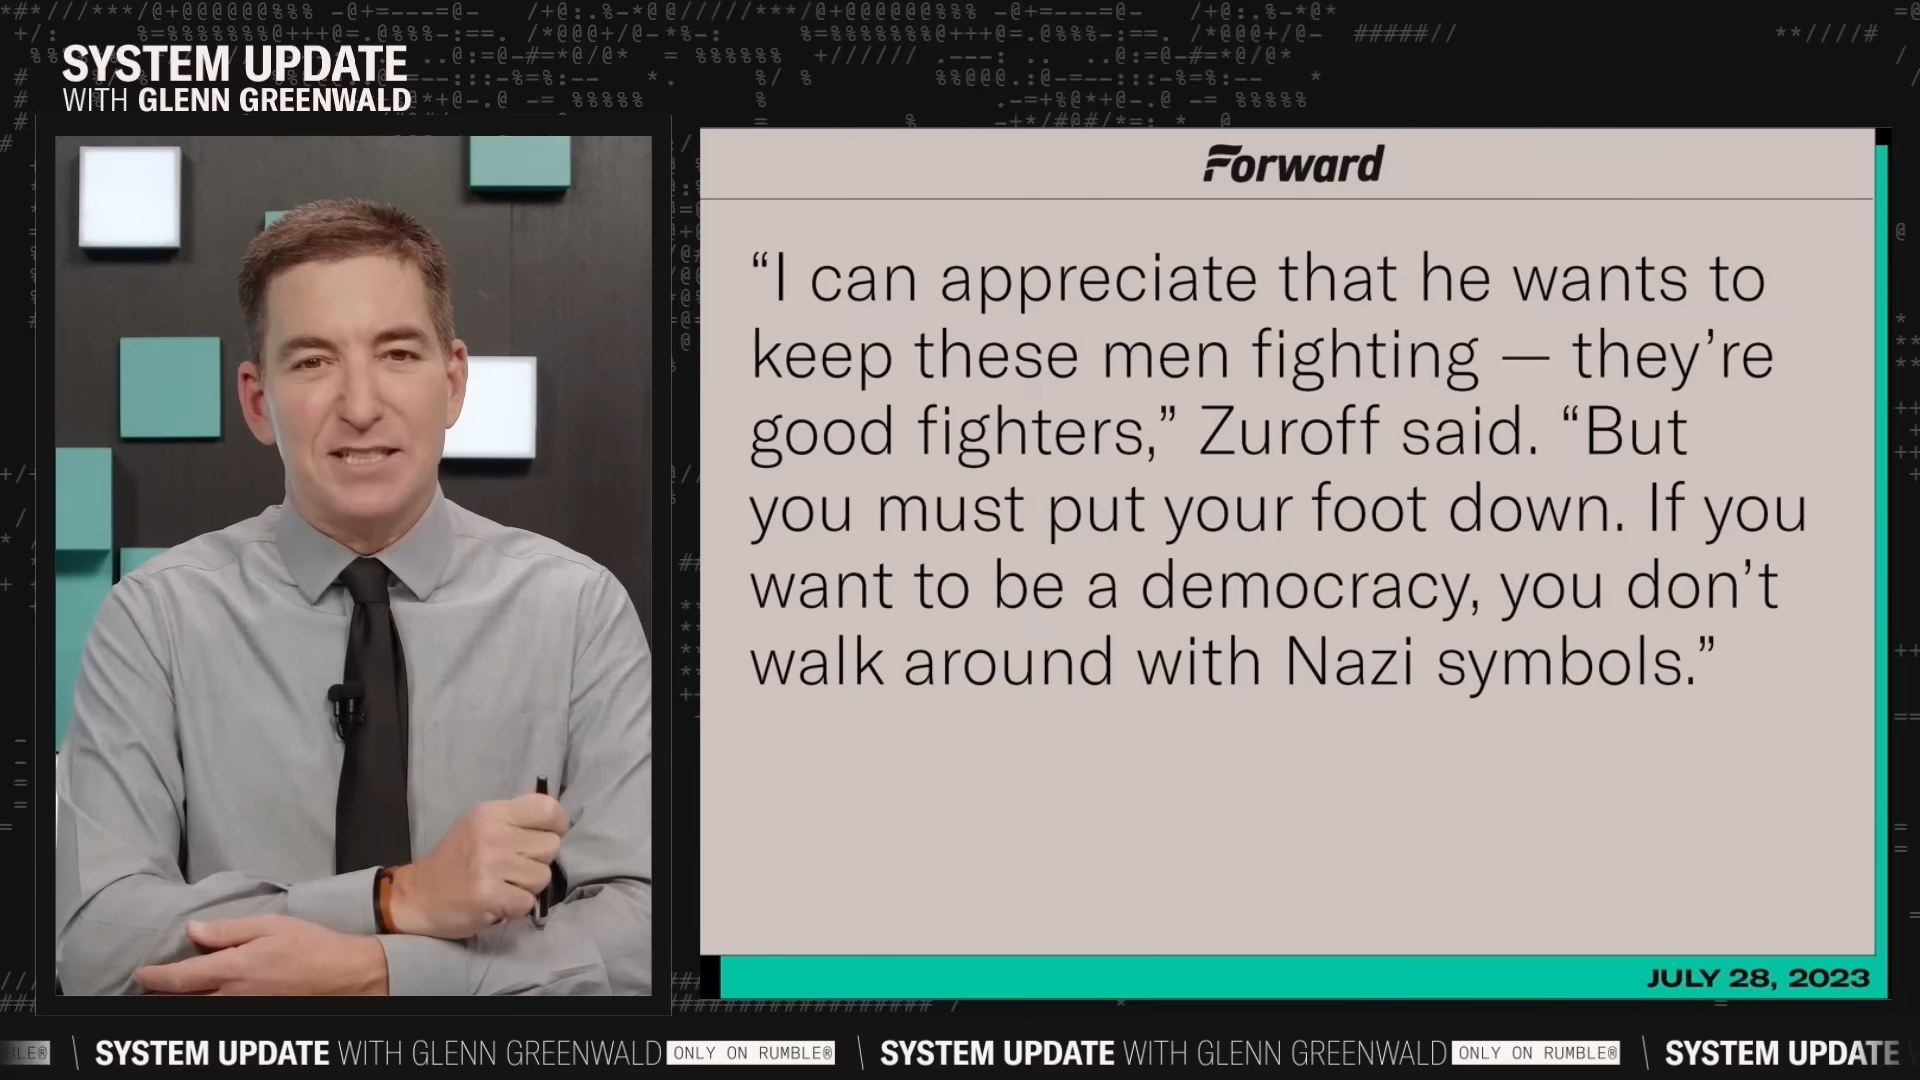 SYSTEM UPDATE
WITH GLENN GREENWALD
Forward
“I can appreciate that he wants to
keep these men fighting — they’re
good fighters,” Zuroff said. “But
you must put your foot down. If you
want to be a democracy, you don’t
walk around with Nazi symbols.”
JULY 28, 2023
SYSTEM UPDATE WITH GLENN GREENWALD ONLY ON RUMBLE® \ SYSTEM UPDATE WITH GLENN GREENWALD ONLY ON RUMBLE® \ SYSTEM UPDATE